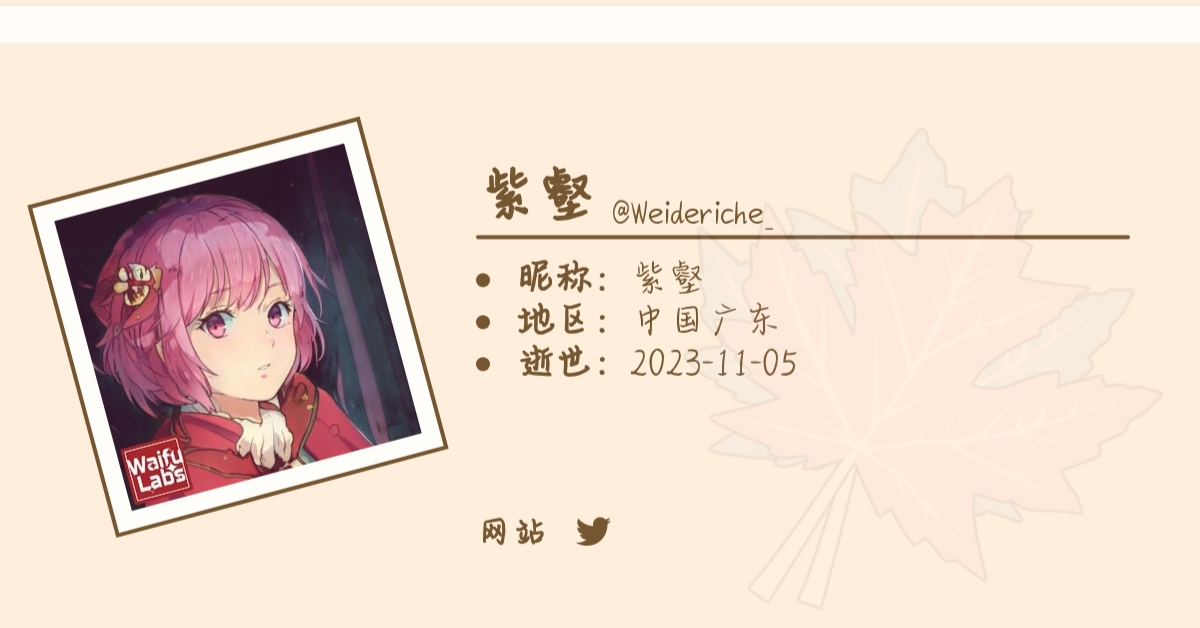 紫壑 @Weideriche_
昵称： 紫壑
地区： 中国广东
逝世： 2023-11-05
Waifu
Labs
网站